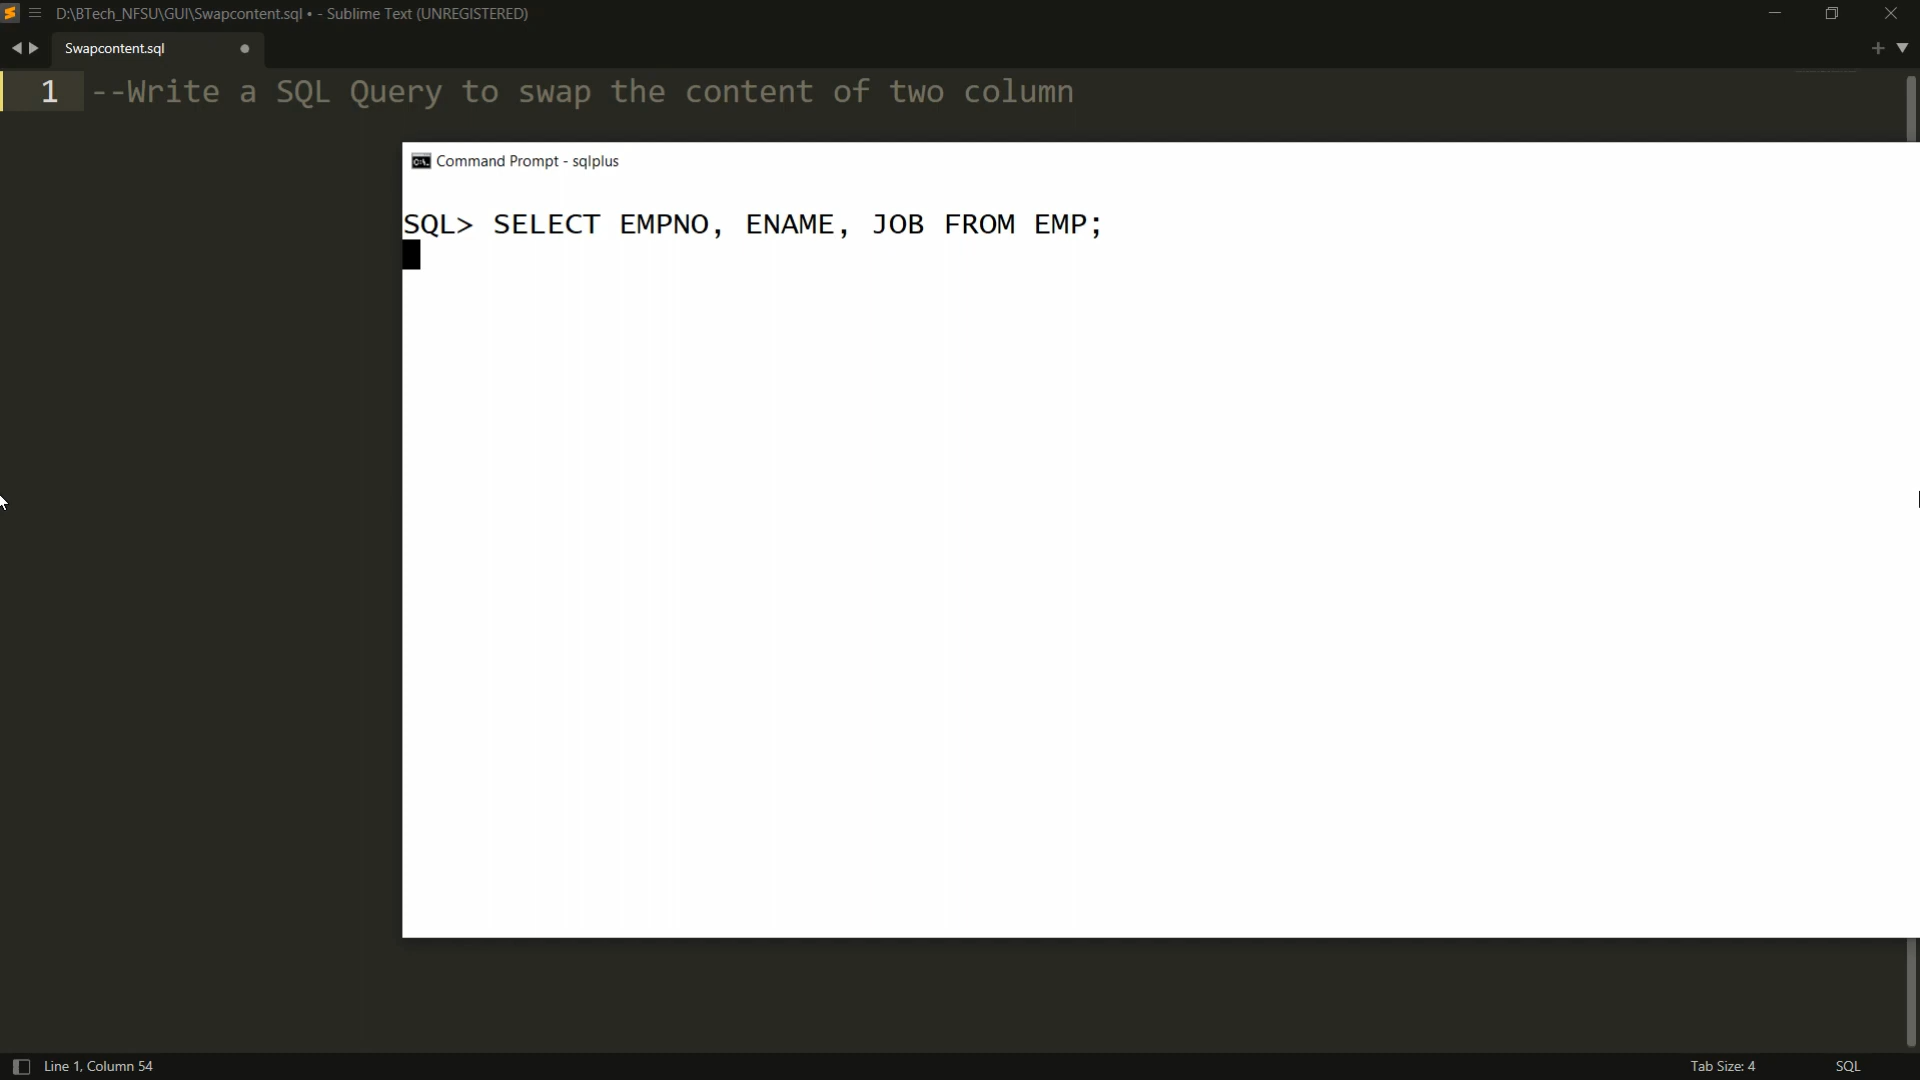 D:\BTech_NFSU\GUI\Swapcontent.sql • - Sublime Text (UNREGISTERED)
Swapcontent.sql
1 --Write a SQL Query to swap the content of two column
Command Prompt - sqlplus
SQL> SELECT EMPNO, ENAME, JOB FROM EMP;
Line 1, Column 54
Tab Size: 4
SQL